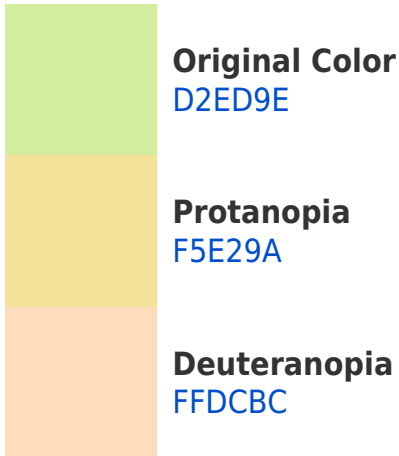 Original Color
D2ED9E
Protanopia
F5E29A
Deuteranopia
FFDCBC